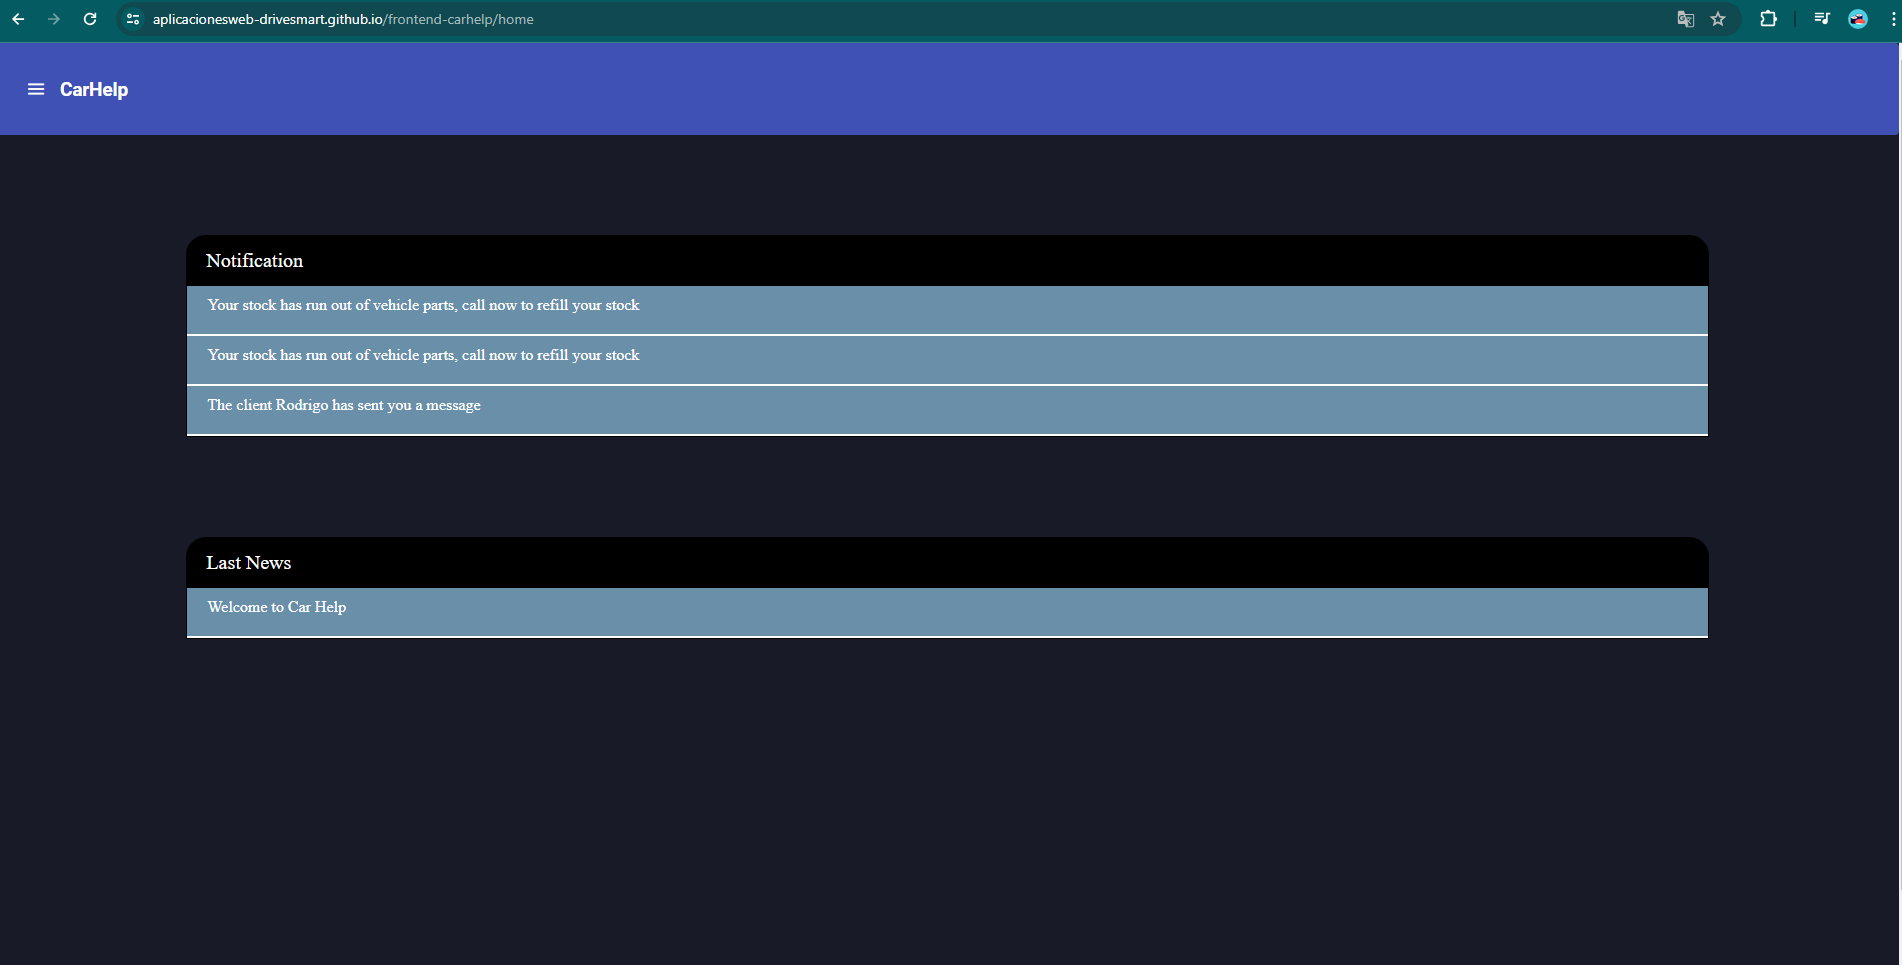 aplicacionesweb-drivesmart.github.io/frontend-carhelp/home
CarHelp
Notification
Your stock has run out of vehicle parts, call now to refill your stock
Your stock has run out of vehicle parts, call now to refill your stock
The client Rodrigo has sent you a message
Last News
Welcome to Car Help